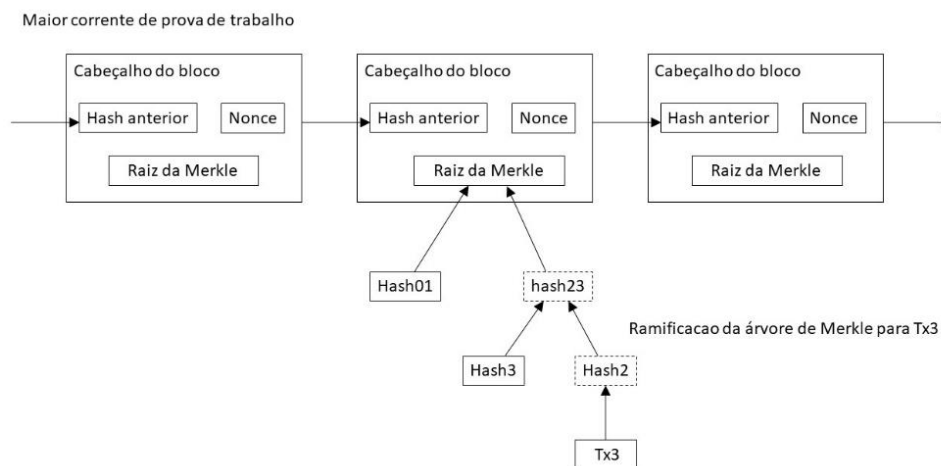 Maior corrente de prova de trabalho
Cabeçalho do bloco
Cabeçalho do bloco
Cabeçalho do bloco
Hash anterior
Nonce
Hash anterior
Nonce
Hash anterior
Nonce
Raiz da Merkle
Raiz da Merkle
Raiz da Merkle
Hash01
hash23
Ramificacao da árvore de Merkle para Tx3
Hash3
Hash2
Tx3